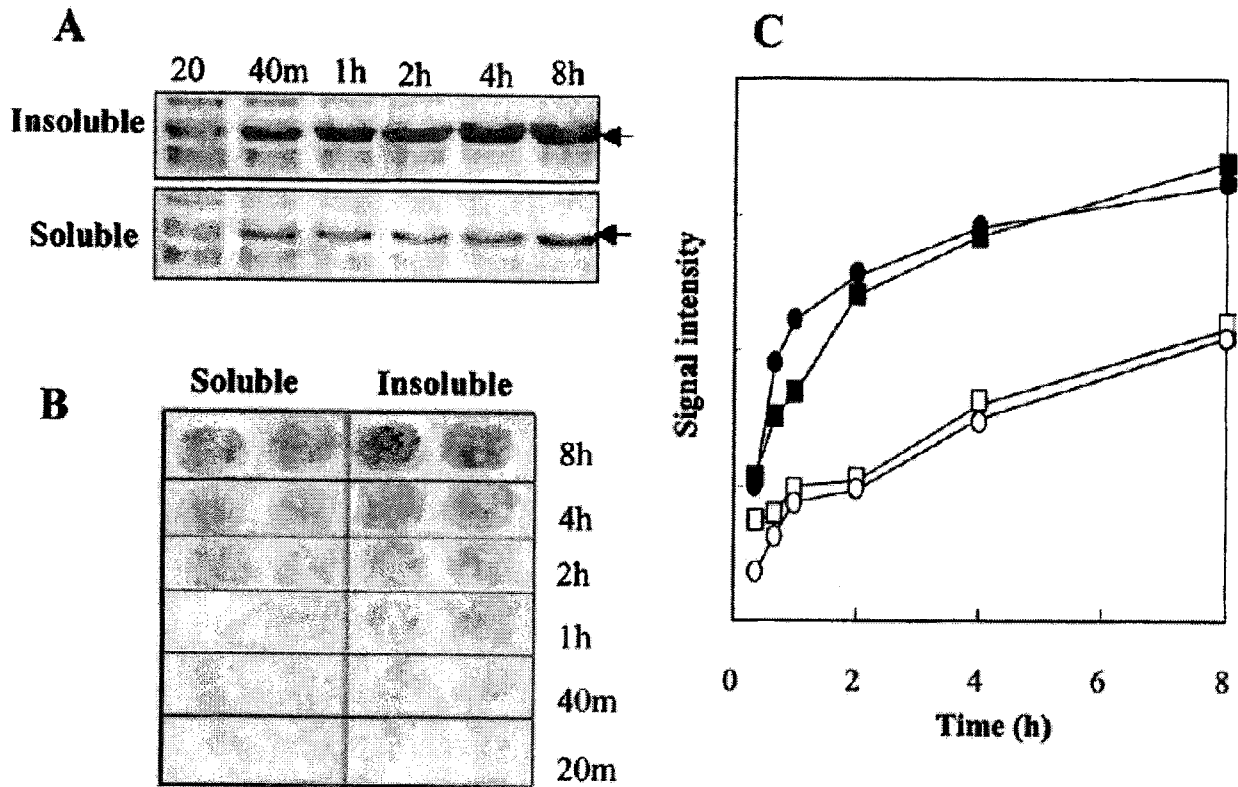 A
20 40m 1h 2h 4h 8h
Insoluble
Soluble
B
Soluble Insoluble
8h
4h
2h
1h
40m
20m
C
Signal intensity
0 2 4 6 8
Time (h)